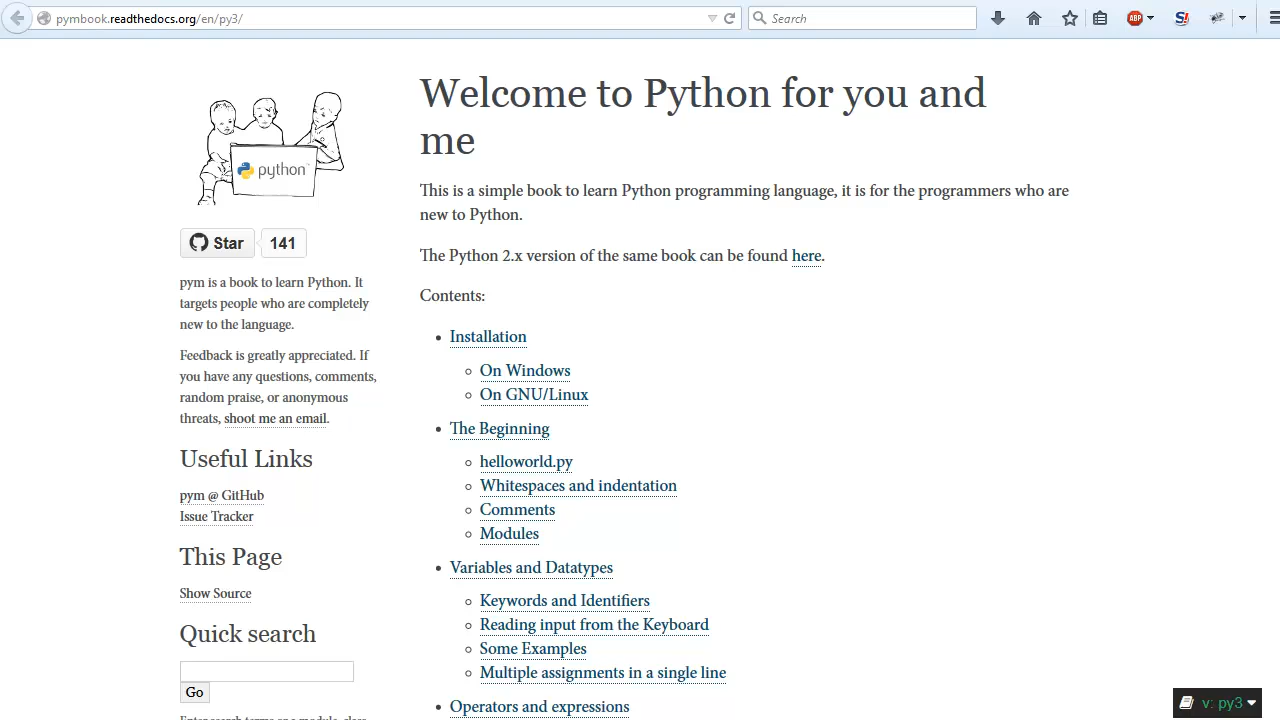 pymbook.readthedocs.org/en/py3/
Search
ABP
S!
python
Star
141
pym is a book to learn Python. It
targets people who are completely
new to the language.
Feedback is greatly appreciated. If
you have any questions, comments,
random praise, or anonymous
threats, shoot me an email.
Useful Links
pym @ GitHub
Issue Tracker
This Page
Show Source
Quick search
Go
Enter search terms or a module, class
Welcome to Python for you and
me
This is a simple book to learn Python programming language, it is for the programmers who are
new to Python.
The Python 2.x version of the same book can be found here.
Contents:
Installation
On Windows
On GNU/Linux
The Beginning
helloworld.py
Whitespaces and indentation
Comments
Modules
Variables and Datatypes
Keywords and Identifiers
Reading input from the Keyboard
Some Examples
Multiple assignments in a single line
Operators and expressions
v: py3